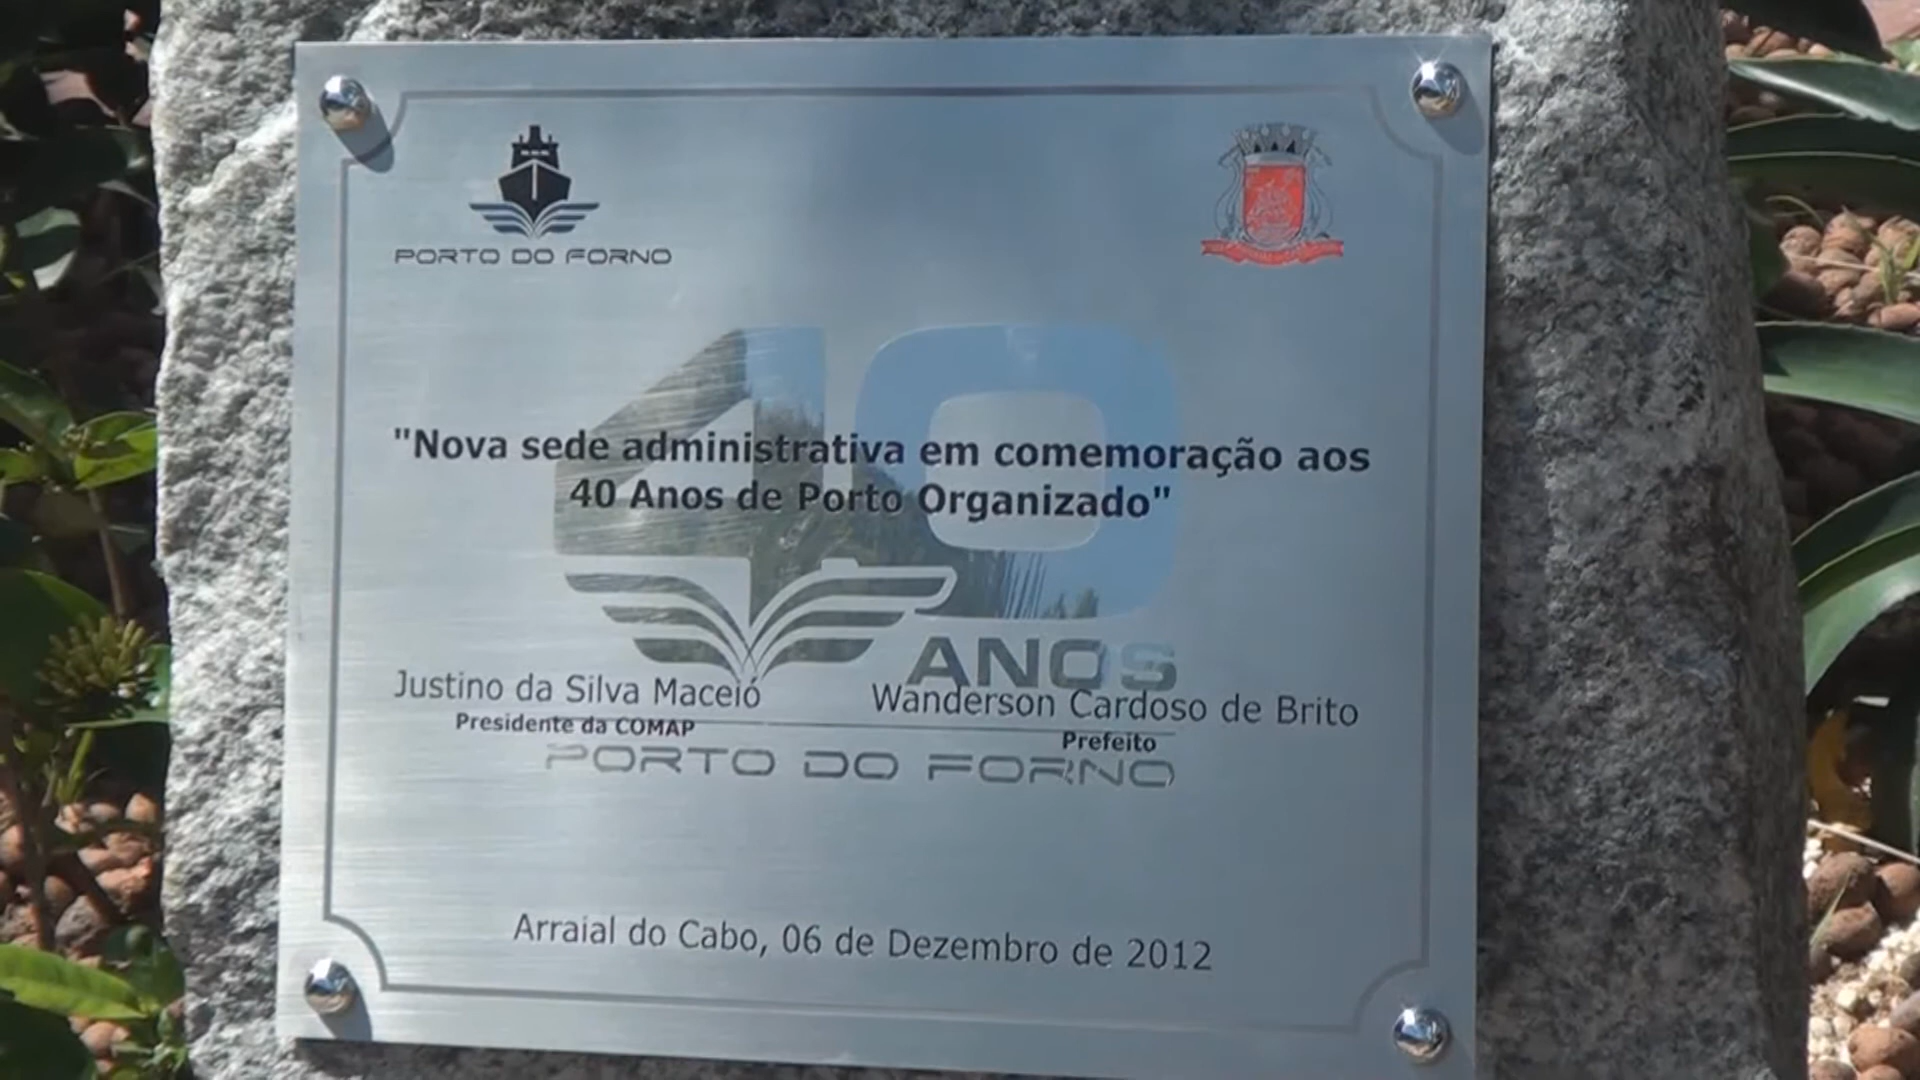 PORTO DO FORNO
"Nova sede administrativa em comemoração aos
40 Anos de Porto Organizado"
40
ANOS
Justino da Silva Maceió
Presidente da COMAP
Wanderson Cardoso de Brito
Prefeito
PORTO DO FORNO
Arraial do Cabo, 06 de Dezembro de 2012